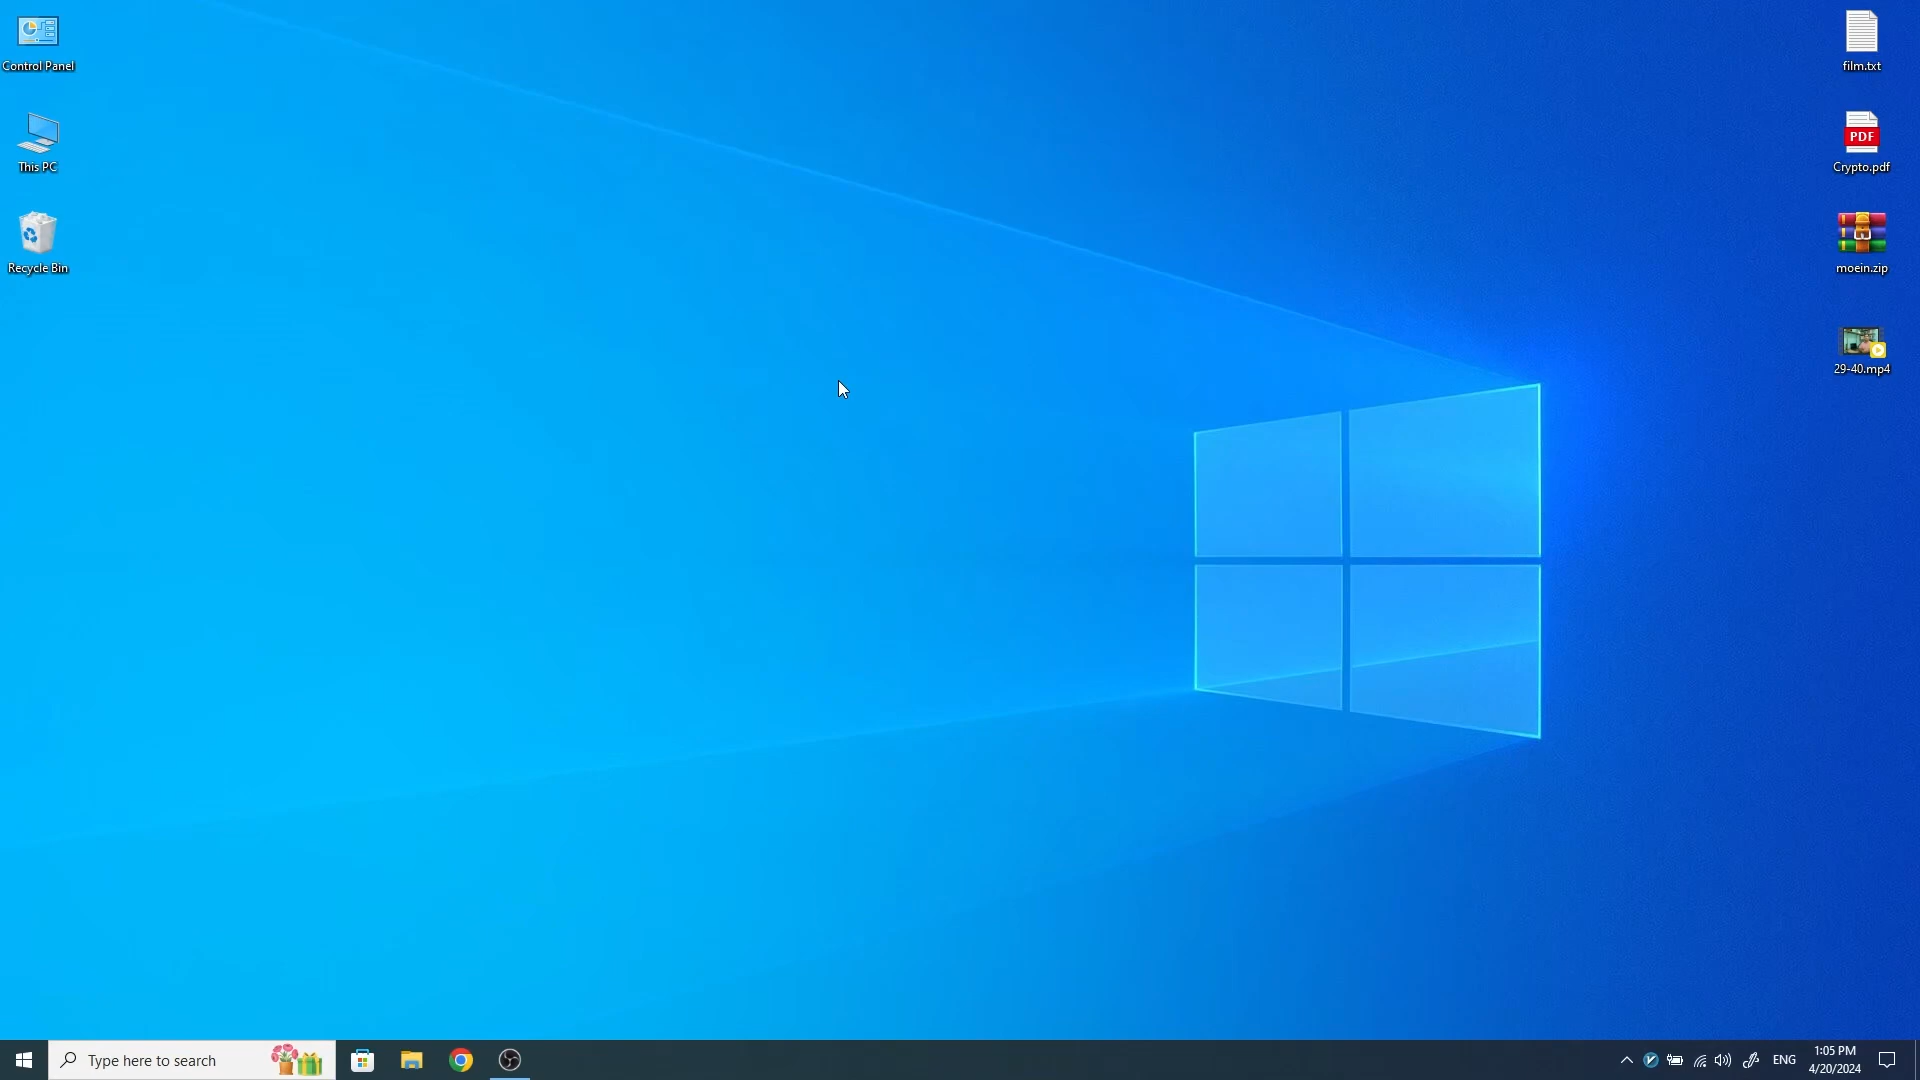 Control Panel
This PC
Recycle Bin
film.txt
PDF
Crypto.pdf
moein.zip
29-40.mp4
Type here to search
ENG
1:05 PM
4/20/2024